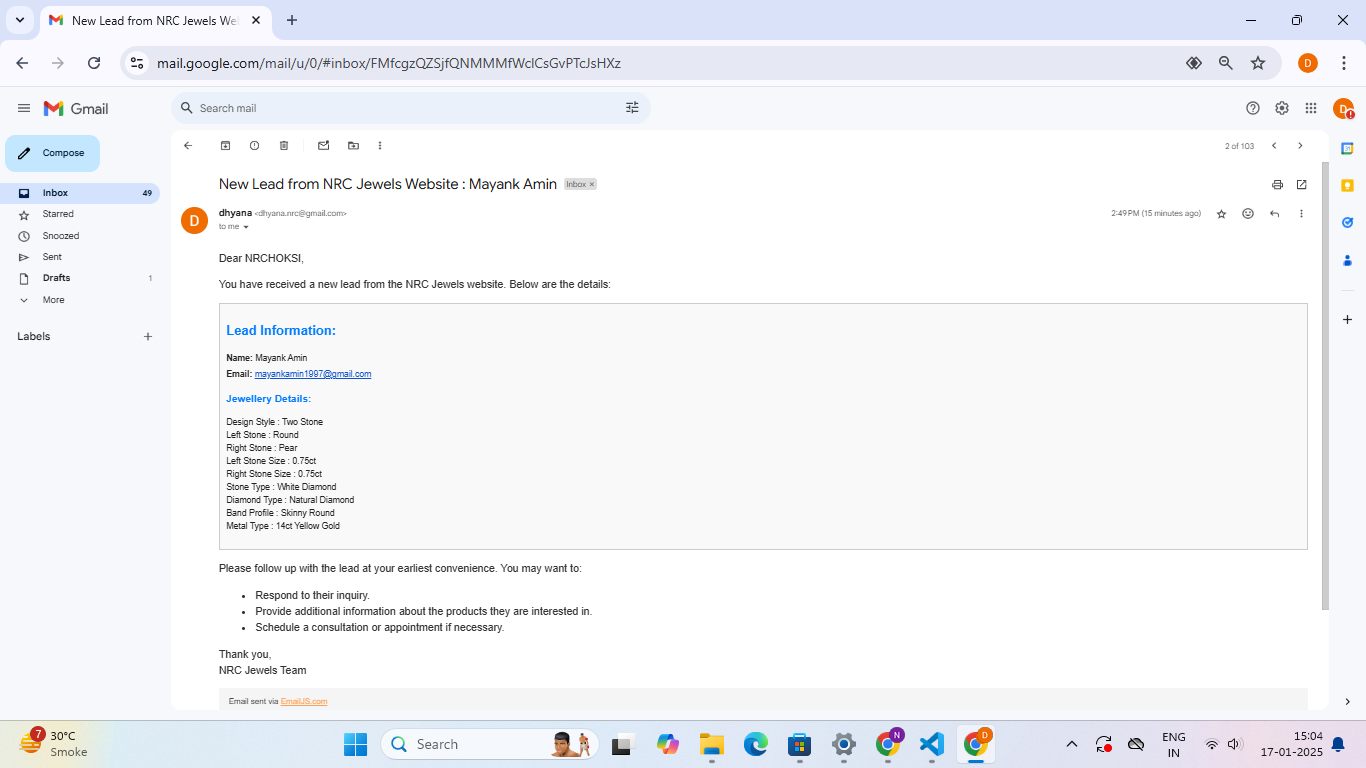 New Lead from NRC Jewels We
mail.google.com/mail/u/0/#inbox/FMfcgzQZSjfQNMMMfWclCsGvPTcJsHXz
D
Gmail
Search mail
D
Compose
2 of 103
Inbox 49
Starred
Snoozed
Sent
Drafts 1
More
Labels
New Lead from NRC Jewels Website : Mayank Amin Inbox ×
D
dhyana <dhyana.nrc@gmail.com>
2:49 PM (15 minutes ago)
to me
Dear NRCHOKSI,
You have received a new lead from the NRC Jewels website. Below are the details:
Lead Information:
Name: Mayank Amin
Email: mayankamin1997@gmail.com
Jewellery Details:
Design Style : Two Stone
Left Stone : Round
Right Stone : Pear
Left Stone Size : 0.75ct
Right Stone Size : 0.75ct
Stone Type : White Diamond
Diamond Type : Natural Diamond
Band Profile : Skinny Round
Metal Type : 14ct Yellow Gold
Please follow up with the lead at your earliest convenience. You may want to:
• Respond to their inquiry.
• Provide additional information about the products they are interested in.
• Schedule a consultation or appointment if necessary.
Thank you,
NRC Jewels Team
Email sent via EmailJS.com
7
30°C
Smoke
Search
N
D
ENG
IN
15:04
17-01-2025